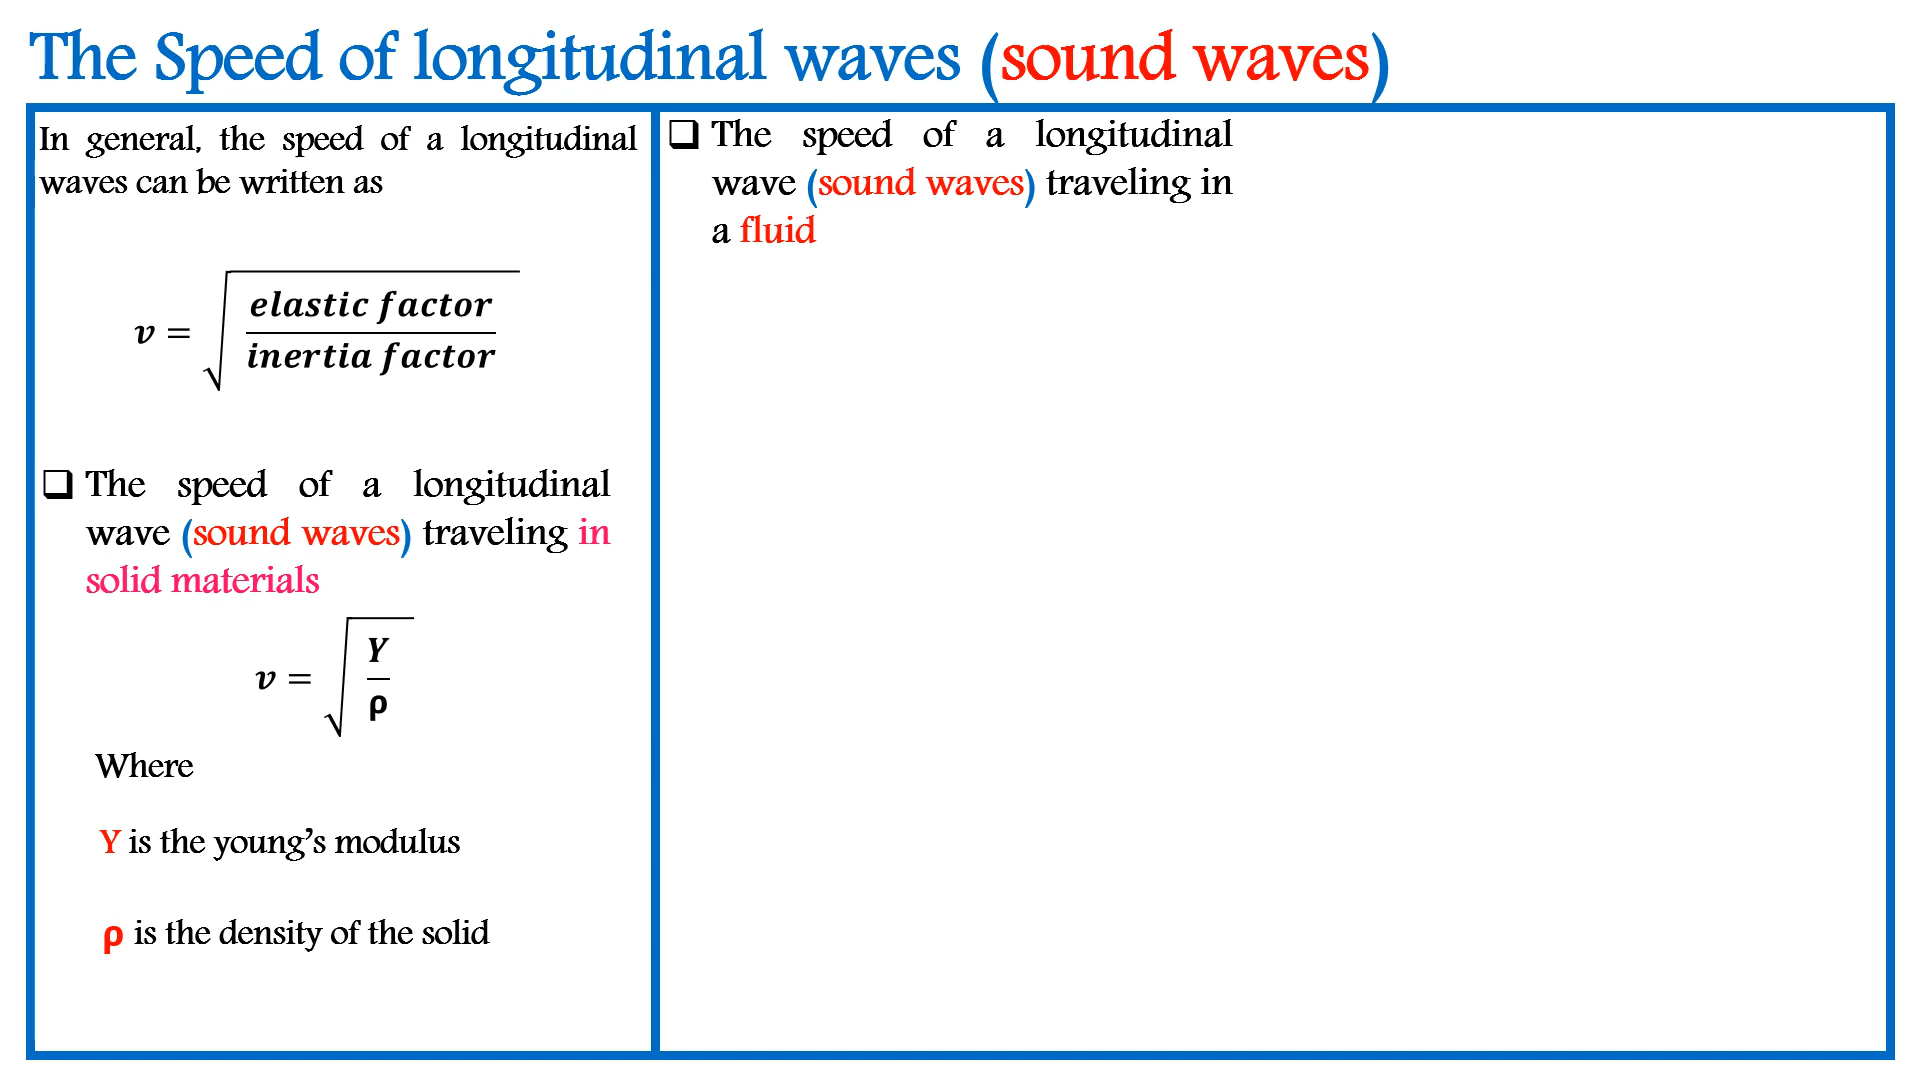 The Speed of longitudinal waves (sound waves)
In general, the speed of a longitudinal
waves can be written as
v = √(elastic factor / inertia factor)
❑ The speed of a longitudinal
wave (sound waves) traveling in
solid materials
v = √(Y / ρ)
Where
Y is the young’s modulus
ρ is the density of the solid
❑ The speed of a longitudinal
wave (sound waves) traveling in
a fluid